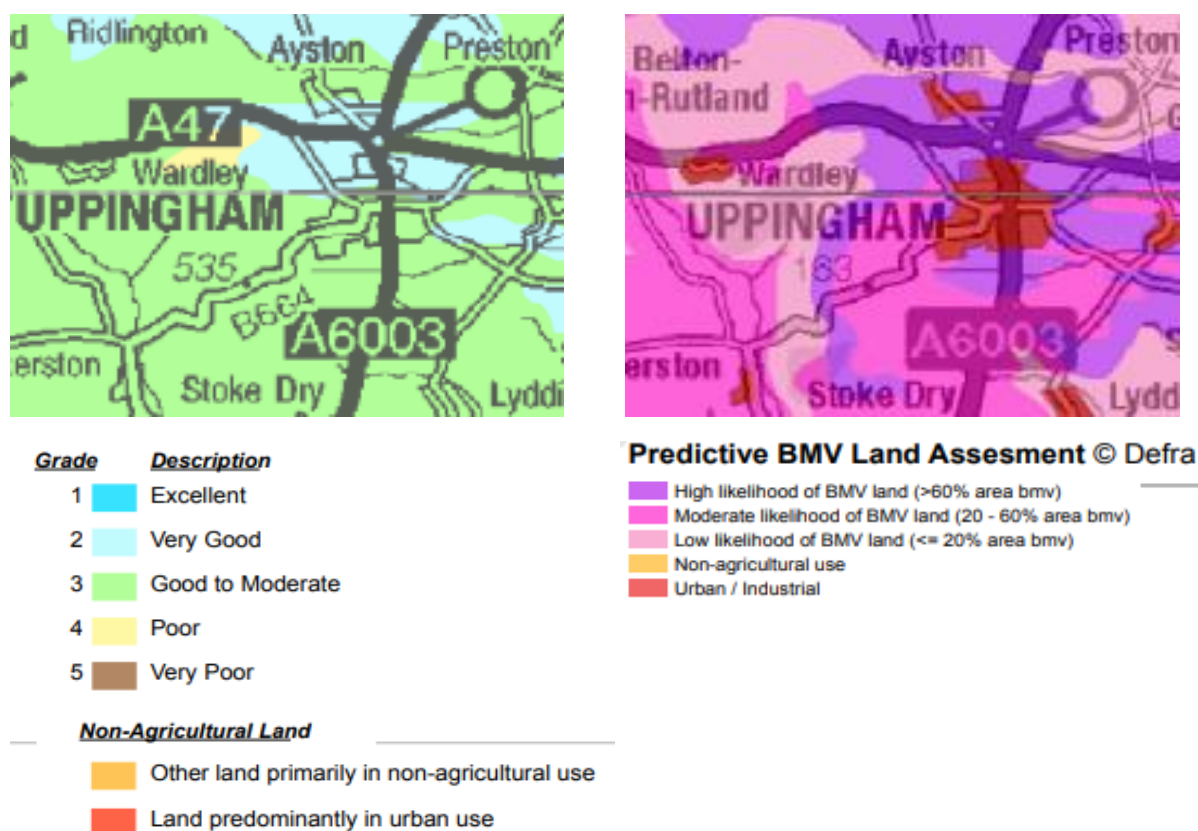 d
Ridlington
Ayston
Preston
A47
Wardley
UPPINGHAM
535
B664
A6003
erston
Stoke Dry
Lyddi
Belton-
n-Rutland
Ayston
Preston
G
Wardley
UPPINGHAM
163
A6003
erston
Stoke Dry
S
Lydd
Grade Description
1 Excellent
2 Very Good
3 Good to Moderate
4 Poor
5 Very Poor
Non-Agricultural Land
Other land primarily in non-agricultural use
Land predominantly in urban use
Predictive BMV Land Assesment © Defra
High likelihood of BMV land (>60% area bmv)
Moderate likelihood of BMV land (20 - 60% area bmv)
Low likelihood of BMV land (<= 20% area bmv)
Non-agricultural use
Urban / Industrial